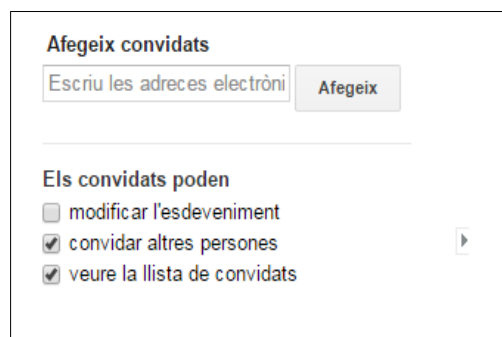 Afegeix convidats
Escriu les adreces electròni
Afegeix
Els convidats poden
modificar l'esdeveniment
convidar altres persones
veure la llista de convidats